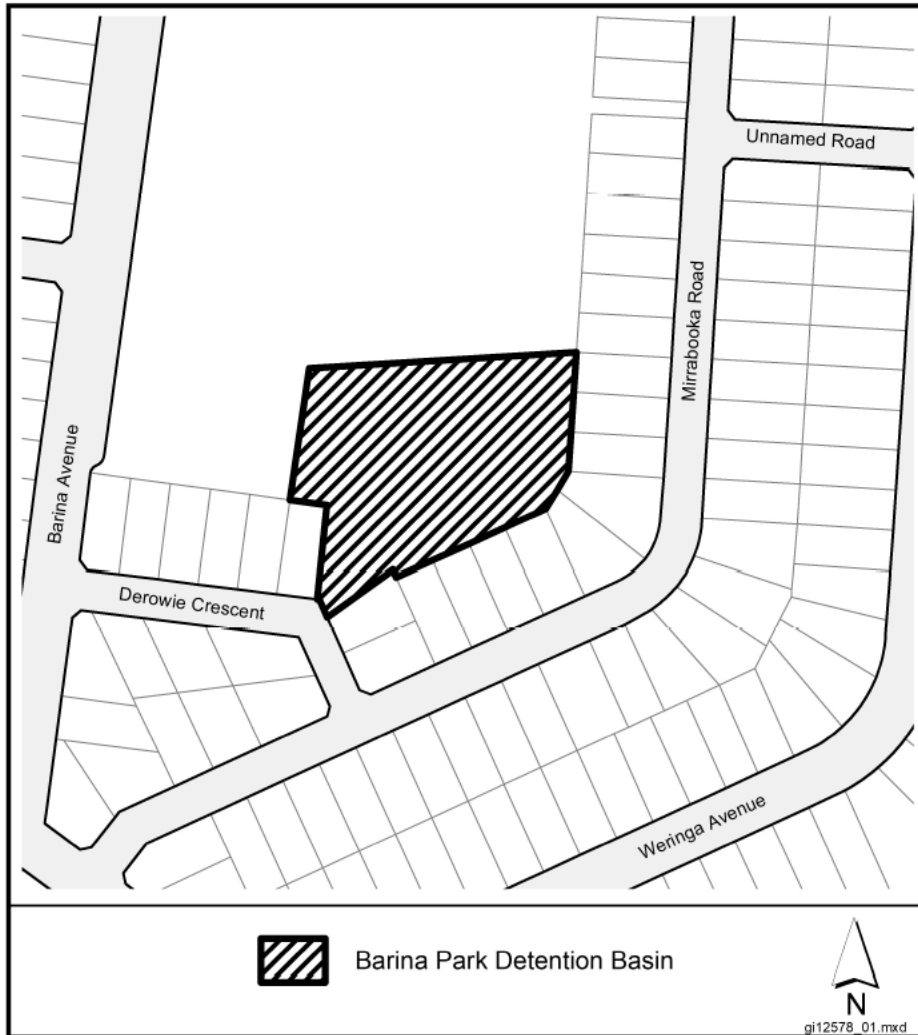 Unnamed Road
Mirrabooka Road
Barina Avenue
Derowie Crescent
Weringa Avenue
Barina Park Detention Basin
N
gi12578_01.mxd